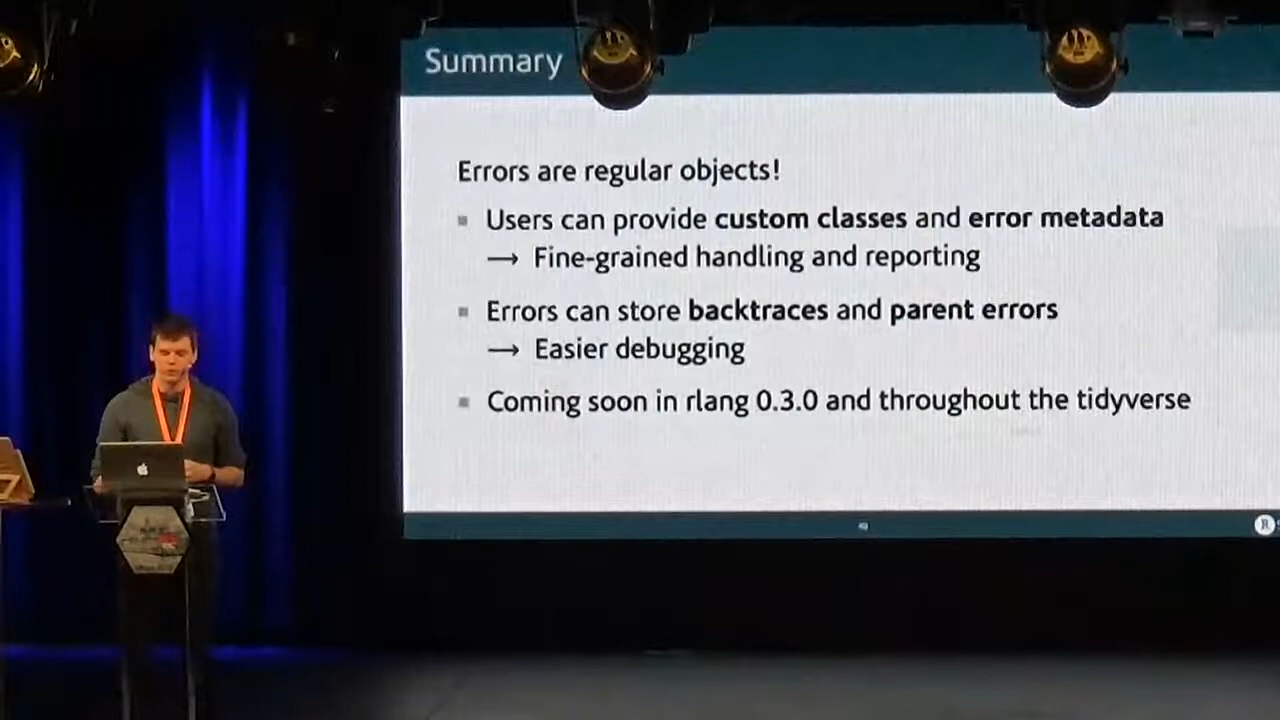 Summary
Errors are regular objects!
Users can provide custom classes and error metadata
→ Fine-grained handling and reporting
Errors can store backtraces and parent errors
→ Easier debugging
Coming soon in rlang 0.3.0 and throughout the tidyverse
R